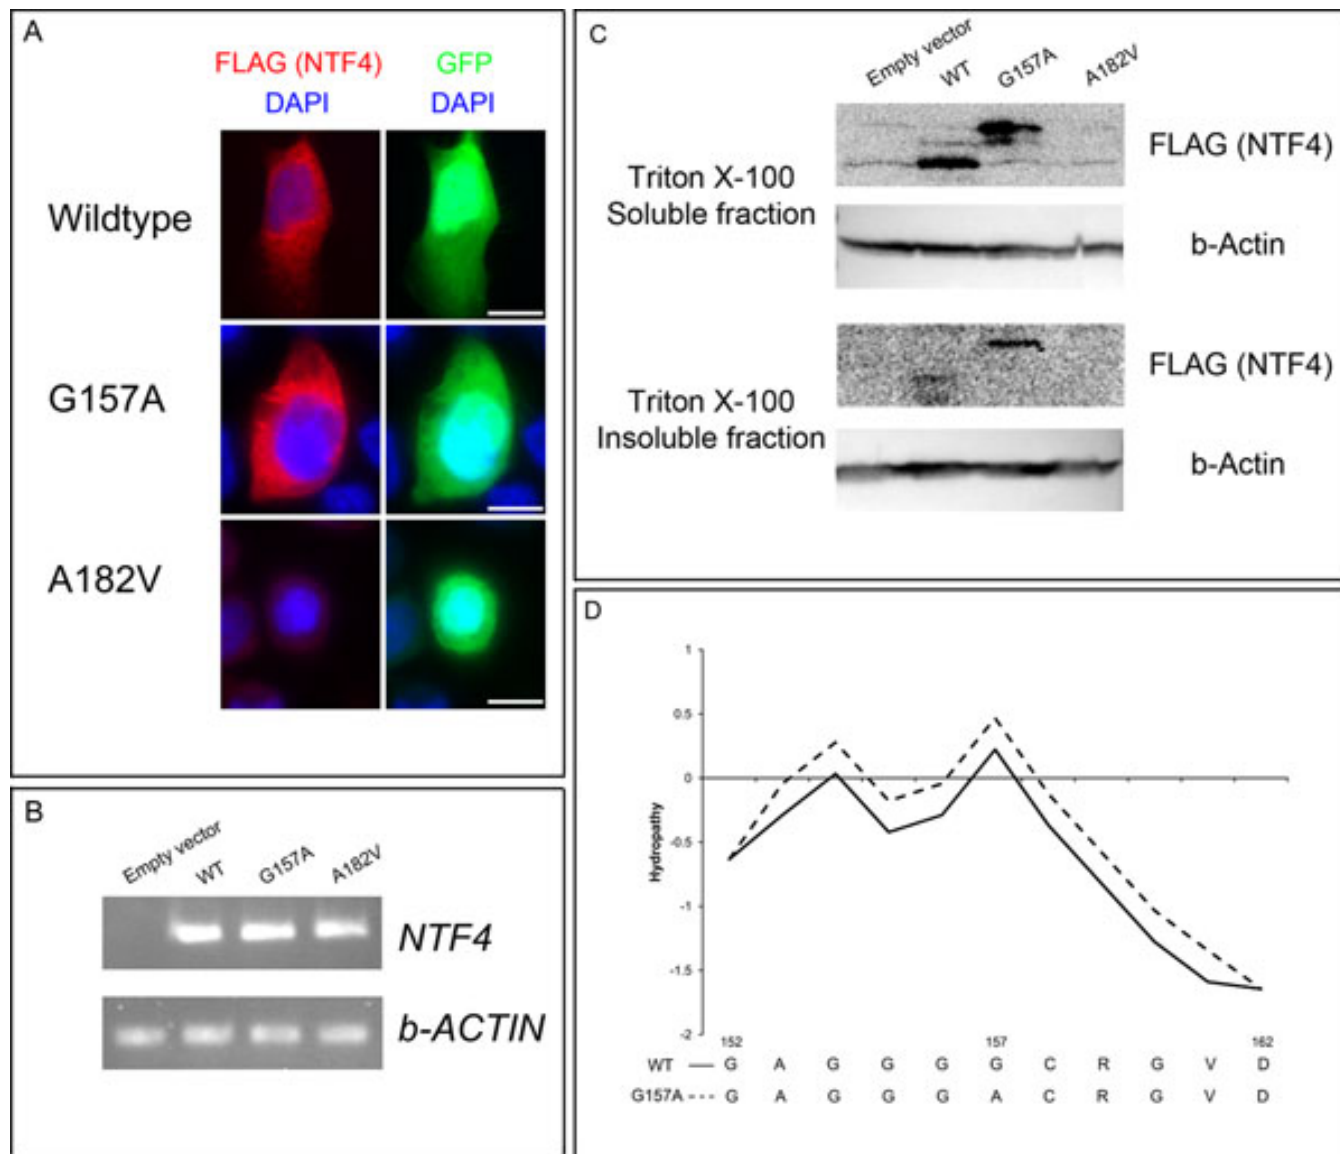 A
FLAG (NTF4) GFP
DAPI DAPI
Wildtype
G157A
A182V
B
Empty vector WT G157A A182V
NTF4
b-ACTIN
C
Empty vector WT G157A A182V
Triton X-100
Soluble fraction
FLAG (NTF4)
b-Actin
Triton X-100
Insoluble fraction
FLAG (NTF4)
b-Actin
D
1
0.5
0
-0.5
-1
-1.5
-2
Hydropathy
152 157 162
WT G A G G G G C R G V D
G157A G A G G G A C R G V D